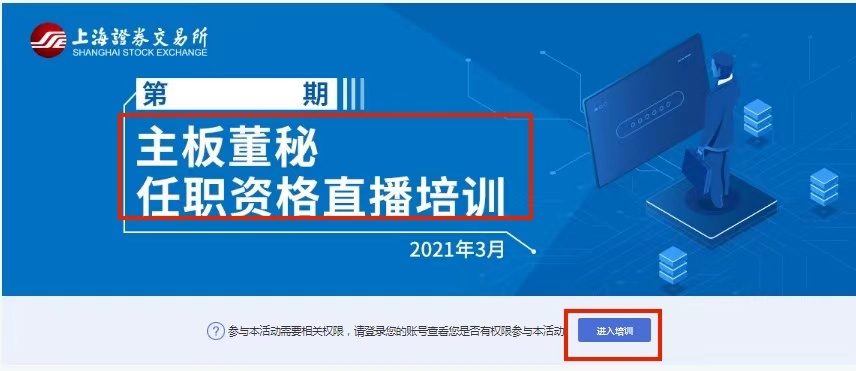 上海證券交易所
SHANGHAI STOCK EXCHANGE
第 期
主板董秘
任职资格直播培训
2021年3月
? 参与本活动需要相关权限，请登录您的账号查看您是否有权限参与本活动 进入培训